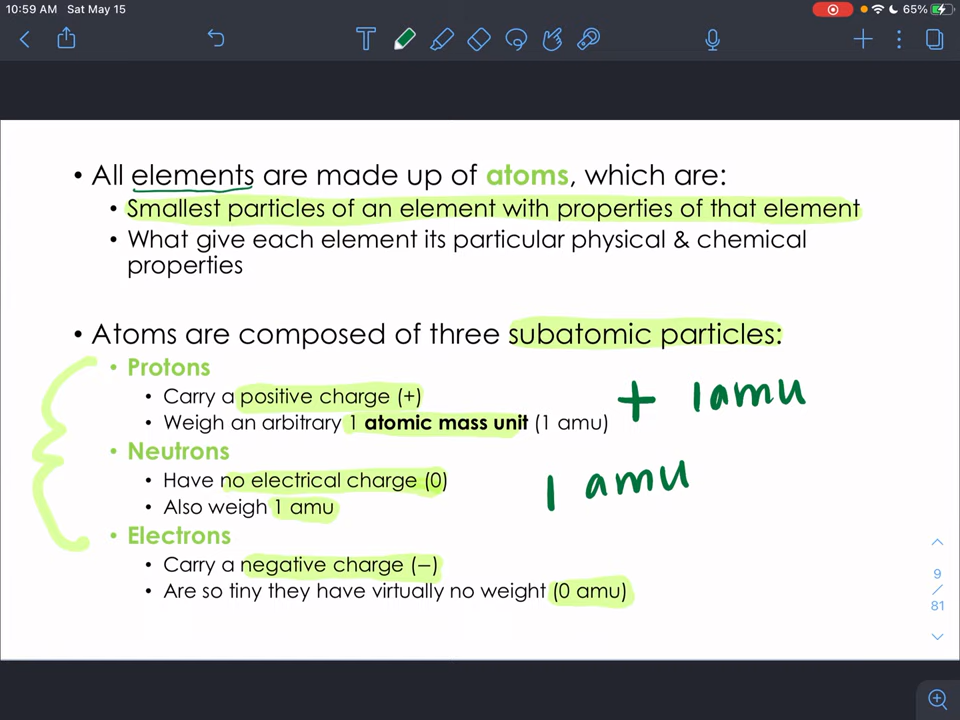 10:59 AM Sat May 15
65%
• All elements are made up of atoms, which are:
• Smallest particles of an element with properties of that element
• What give each element its particular physical & chemical
properties
• Atoms are composed of three subatomic particles:
• Protons
• Carry a positive charge (+)
• Weigh an arbitrary 1 atomic mass unit (1 amu)
+ 1amu
• Neutrons
• Have no electrical charge (0)
• Also weigh 1 amu
1 amu
• Electrons
• Carry a negative charge (−)
• Are so tiny they have virtually no weight (0 amu)
9
/
81